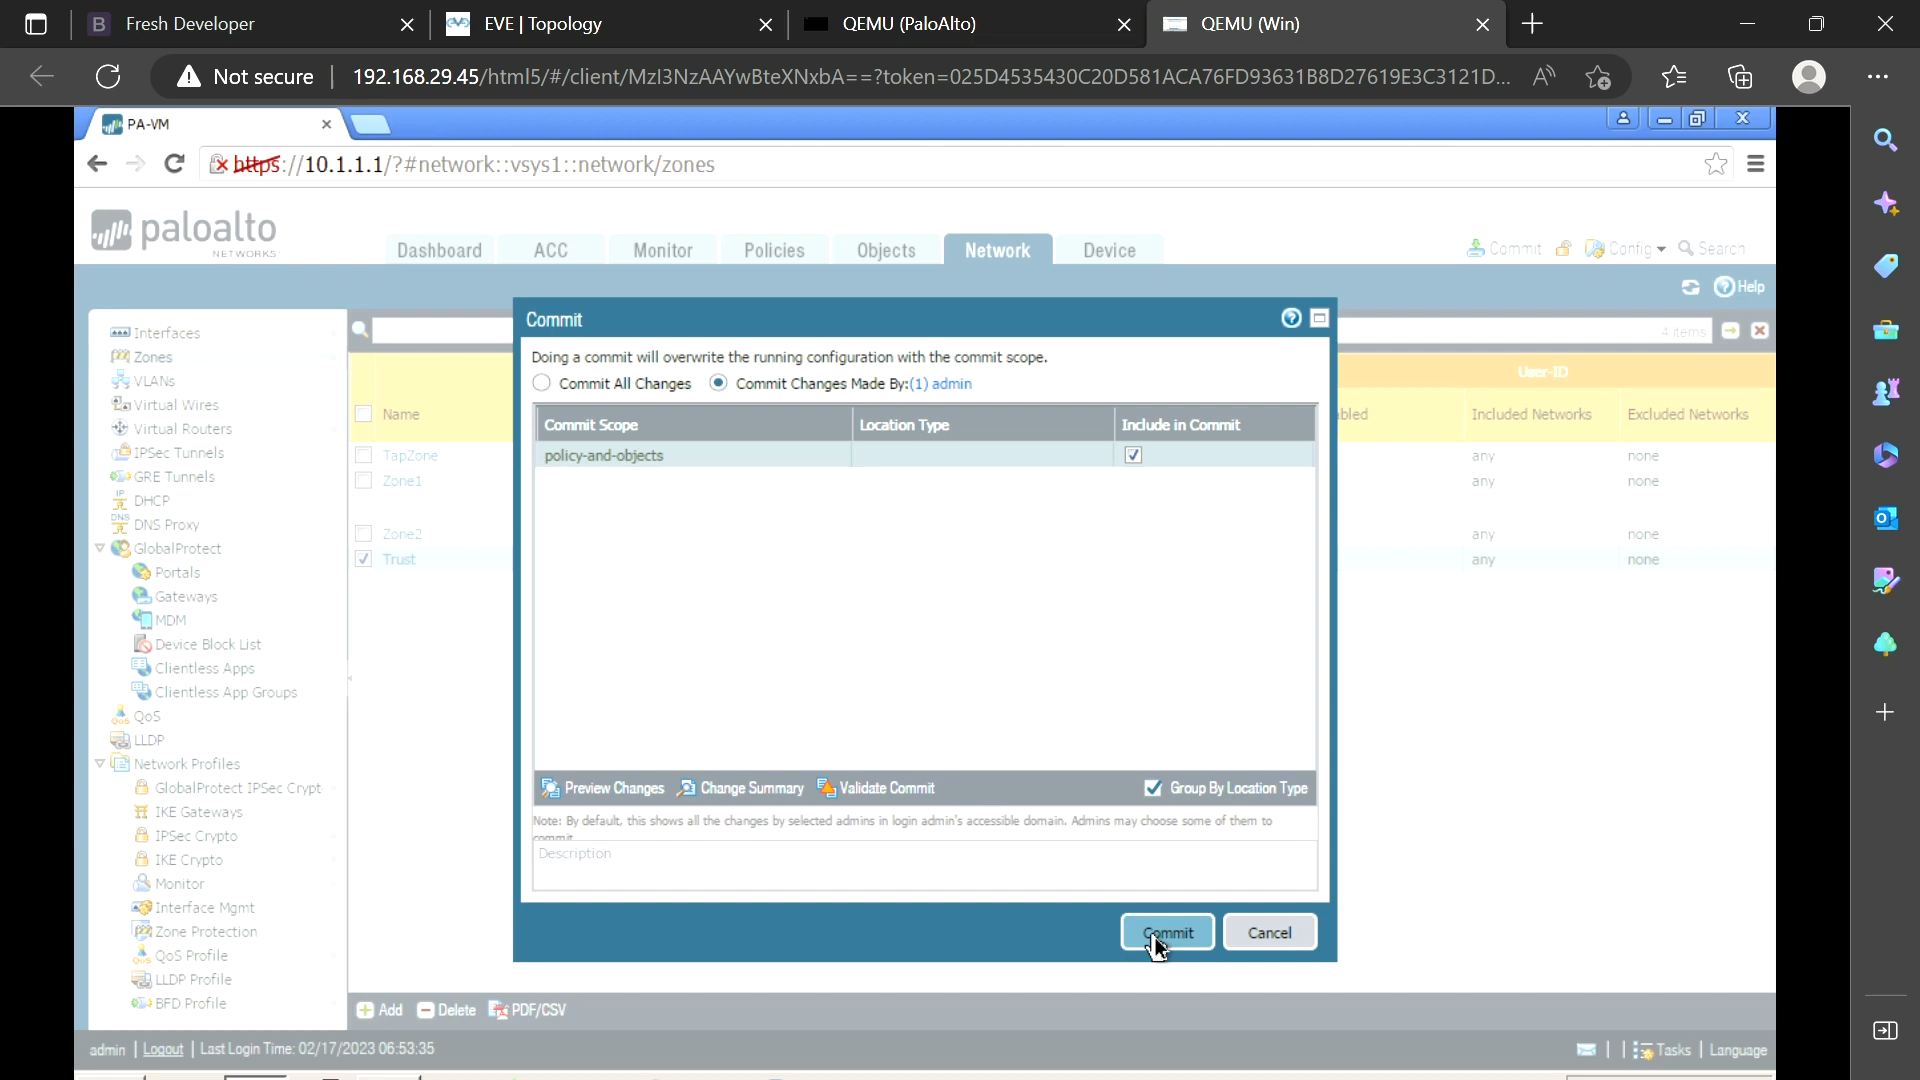 Fresh Developer
EVE | Topology
QEMU (PaloAlto)
QEMU (Win)
Not secure
192.168.29.45/html5/#/client/MzI3NzAAYwBteXNxbA==?token=025D4535430C20D581ACA76FD93631B8D27619E3C3121D...
PA-VM
https://10.1.1.1/?#network::vsys1::network/zones
paloalto
NETWORKS
Dashboard
ACC
Monitor
Policies
Objects
Network
Device
Commit
Config
Search
Help
4 items
Interfaces
Zones
VLANs
Virtual Wires
Virtual Routers
IPSec Tunnels
GRE Tunnels
DHCP
DNS Proxy
GlobalProtect
Portals
Gateways
MDM
Device Block List
Clientless Apps
Clientless App Groups
QoS
LLDP
Network Profiles
GlobalProtect IPSec Crypt
IKE Gateways
IPSec Crypto
IKE Crypto
Monitor
Interface Mgmt
Zone Protection
QoS Profile
LLDP Profile
BFD Profile
Name
TapZone
Zone1
Zone2
Trust
User-ID
Included Networks
Excluded Networks
any none
any none
any none
any none
Commit
Doing a commit will overwrite the running configuration with the commit scope.
Commit All Changes
Commit Changes Made By:(1) admin
Commit Scope
Location Type
Include in Commit
policy-and-objects
Preview Changes
Change Summary
Validate Commit
Group By Location Type
Note: By default, this shows all the changes by selected admins in login admin's accessible domain. Admins may choose some of them to
commit
Description
Commit
Cancel
Add
Delete
PDF/CSV
admin | Logout | Last Login Time: 02/17/2023 06:53:35
Tasks | Language